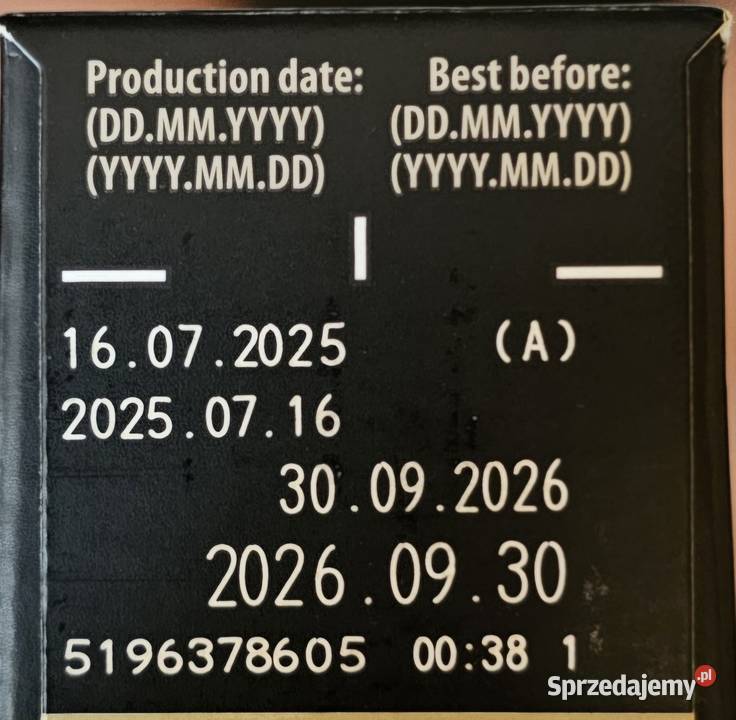 Production date: Best before:
(DD.MM.YYYY) (DD.MM.YYYY)
(YYYY.MM.DD) (YYYY.MM.DD)
16.07.2025 (A)
2025.07.16
30.09.2026
2026.09.30
5196378605 00:38 1
Sprzedajemy.pl